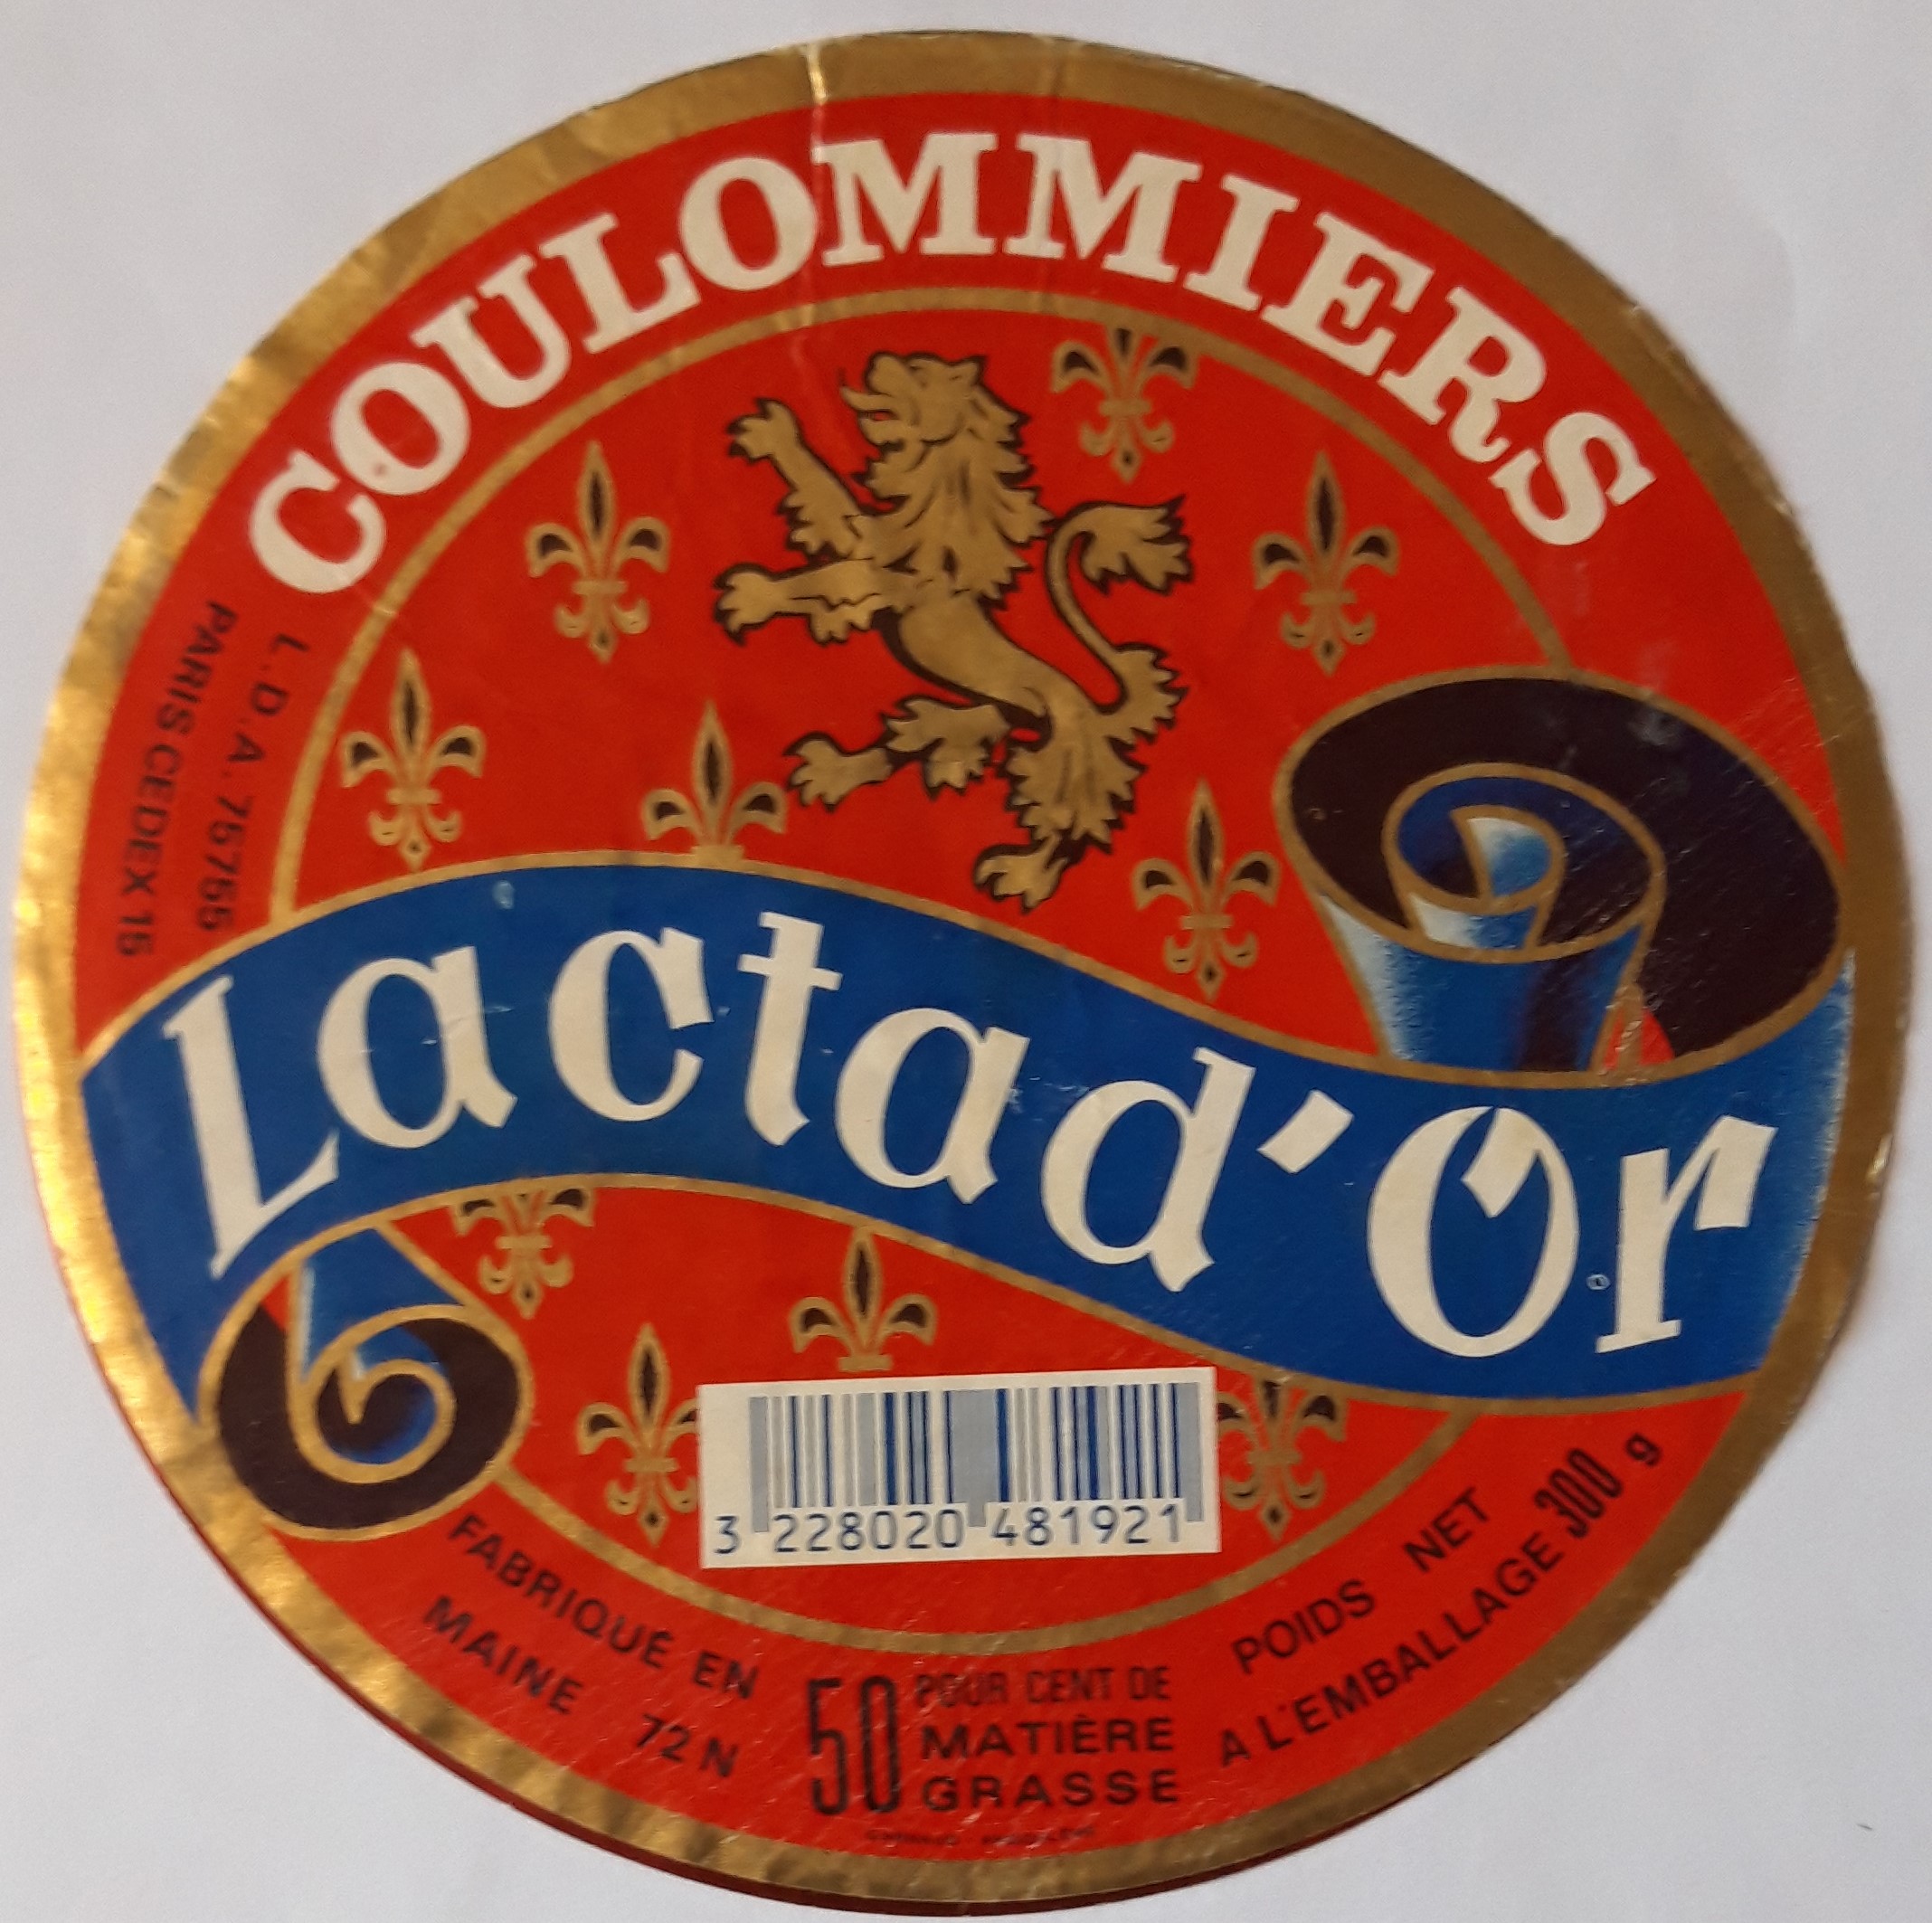 COULOMMIERS
L.D.A. 75755
PARIS CEDEX 15
Lactad'Or
3 228020 481921
FABRIQUÉ EN
MAINE 72 N
50 POUR CENT DE
MATIÈRE
GRASSE
POIDS NET
A L'EMBALLAGE 300 g